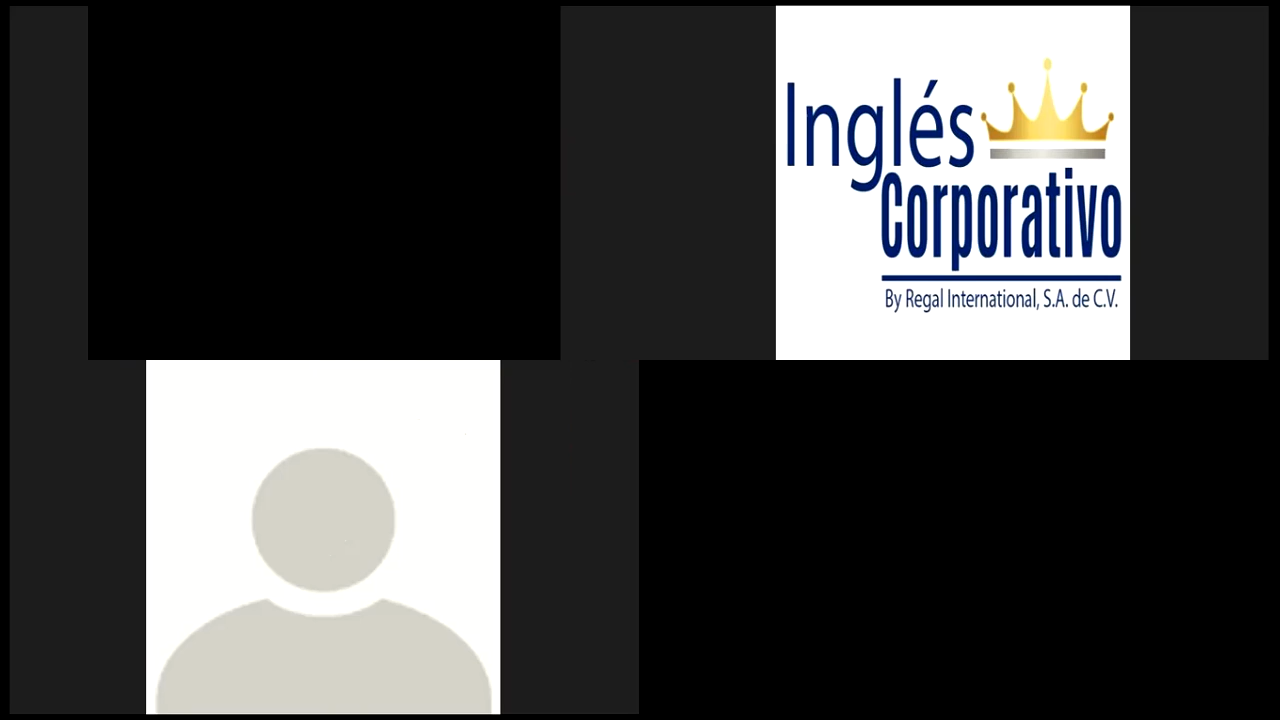 Inglés
Corporativo
By Regal International, S.A. de C.V.